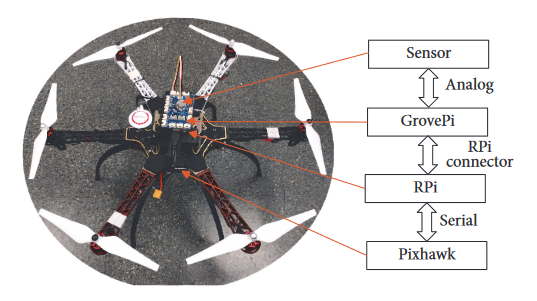 Sensor
Analog
GrovePi
RPi
connector
RPi
Serial
Pixhawk